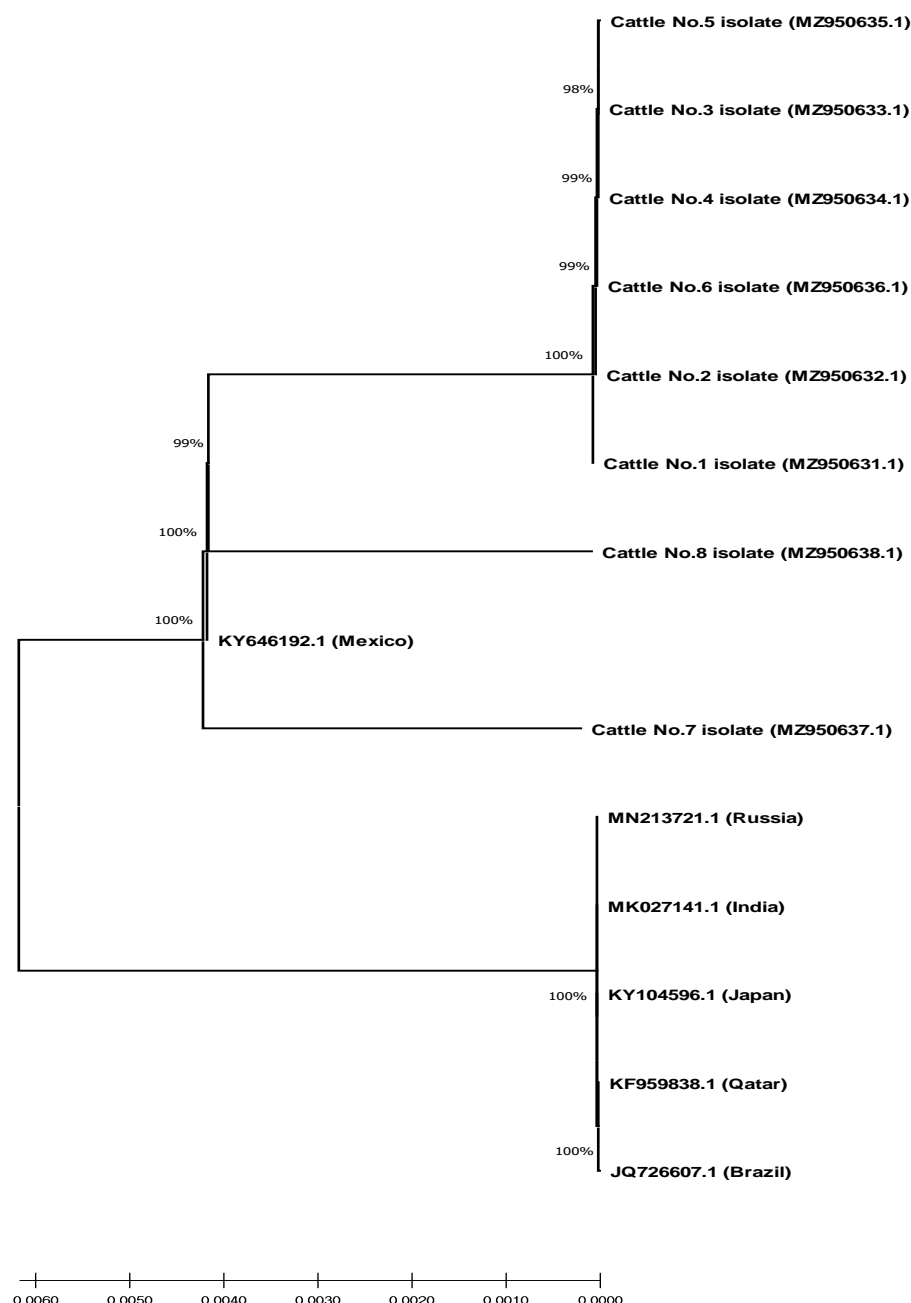 Cattle No.5 isolate (MZ950635.1)
98%
Cattle No.3 isolate (MZ950633.1)
99%
Cattle No.4 isolate (MZ950634.1)
99%
Cattle No.6 isolate (MZ950636.1)
100%
Cattle No.2 isolate (MZ950632.1)
99%
Cattle No.1 isolate (MZ950631.1)
100%
Cattle No.8 isolate (MZ950638.1)
100%
KY646192.1 (Mexico)
Cattle No.7 isolate (MZ950637.1)
MN213721.1 (Russia)
MK027141.1 (India)
100%
KY104596.1 (Japan)
KF959838.1 (Qatar)
100%
JQ726607.1 (Brazil)
0.0060 0.0050 0.0040 0.0030 0.0020 0.0010 0.0000